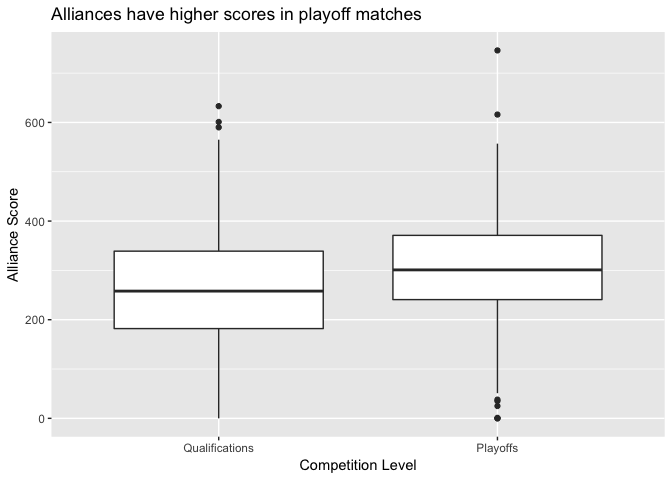 Alliances have higher scores in playoff matches
Alliance Score
600
400
200
0
Qualifications
Playoffs
Competition Level